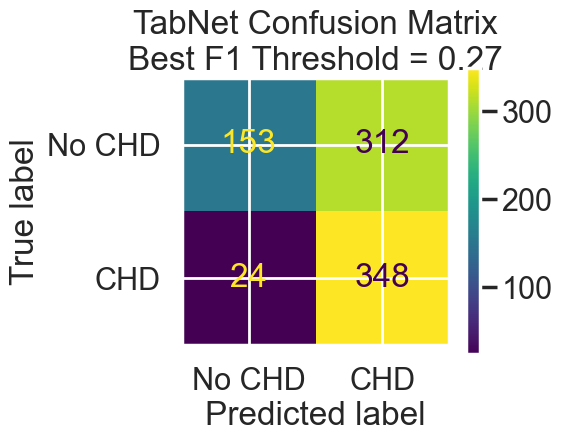 TabNet Confusion Matrix
Best F1 Threshold = 0.27
True label
No CHD
153
312
CHD
24
348
No CHD
CHD
Predicted label
300
200
100